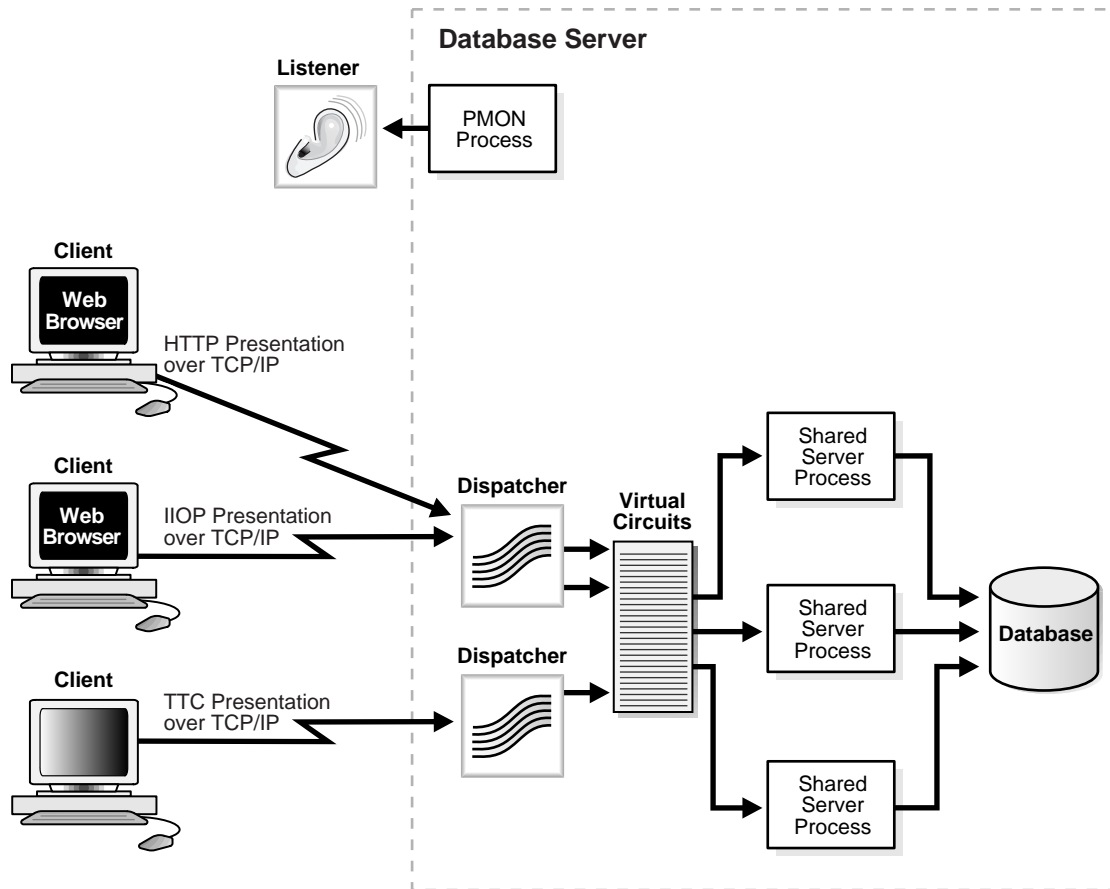 Database Server
Listener
PMON
Process
Client
Web
Browser
HTTP Presentation
over TCP/IP
Client
Web
Browser
IIOP Presentation
over TCP/IP
Client
TTC Presentation
over TCP/IP
Dispatcher
Dispatcher
Virtual
Circuits
Shared
Server
Process
Shared
Server
Process
Shared
Server
Process
Database